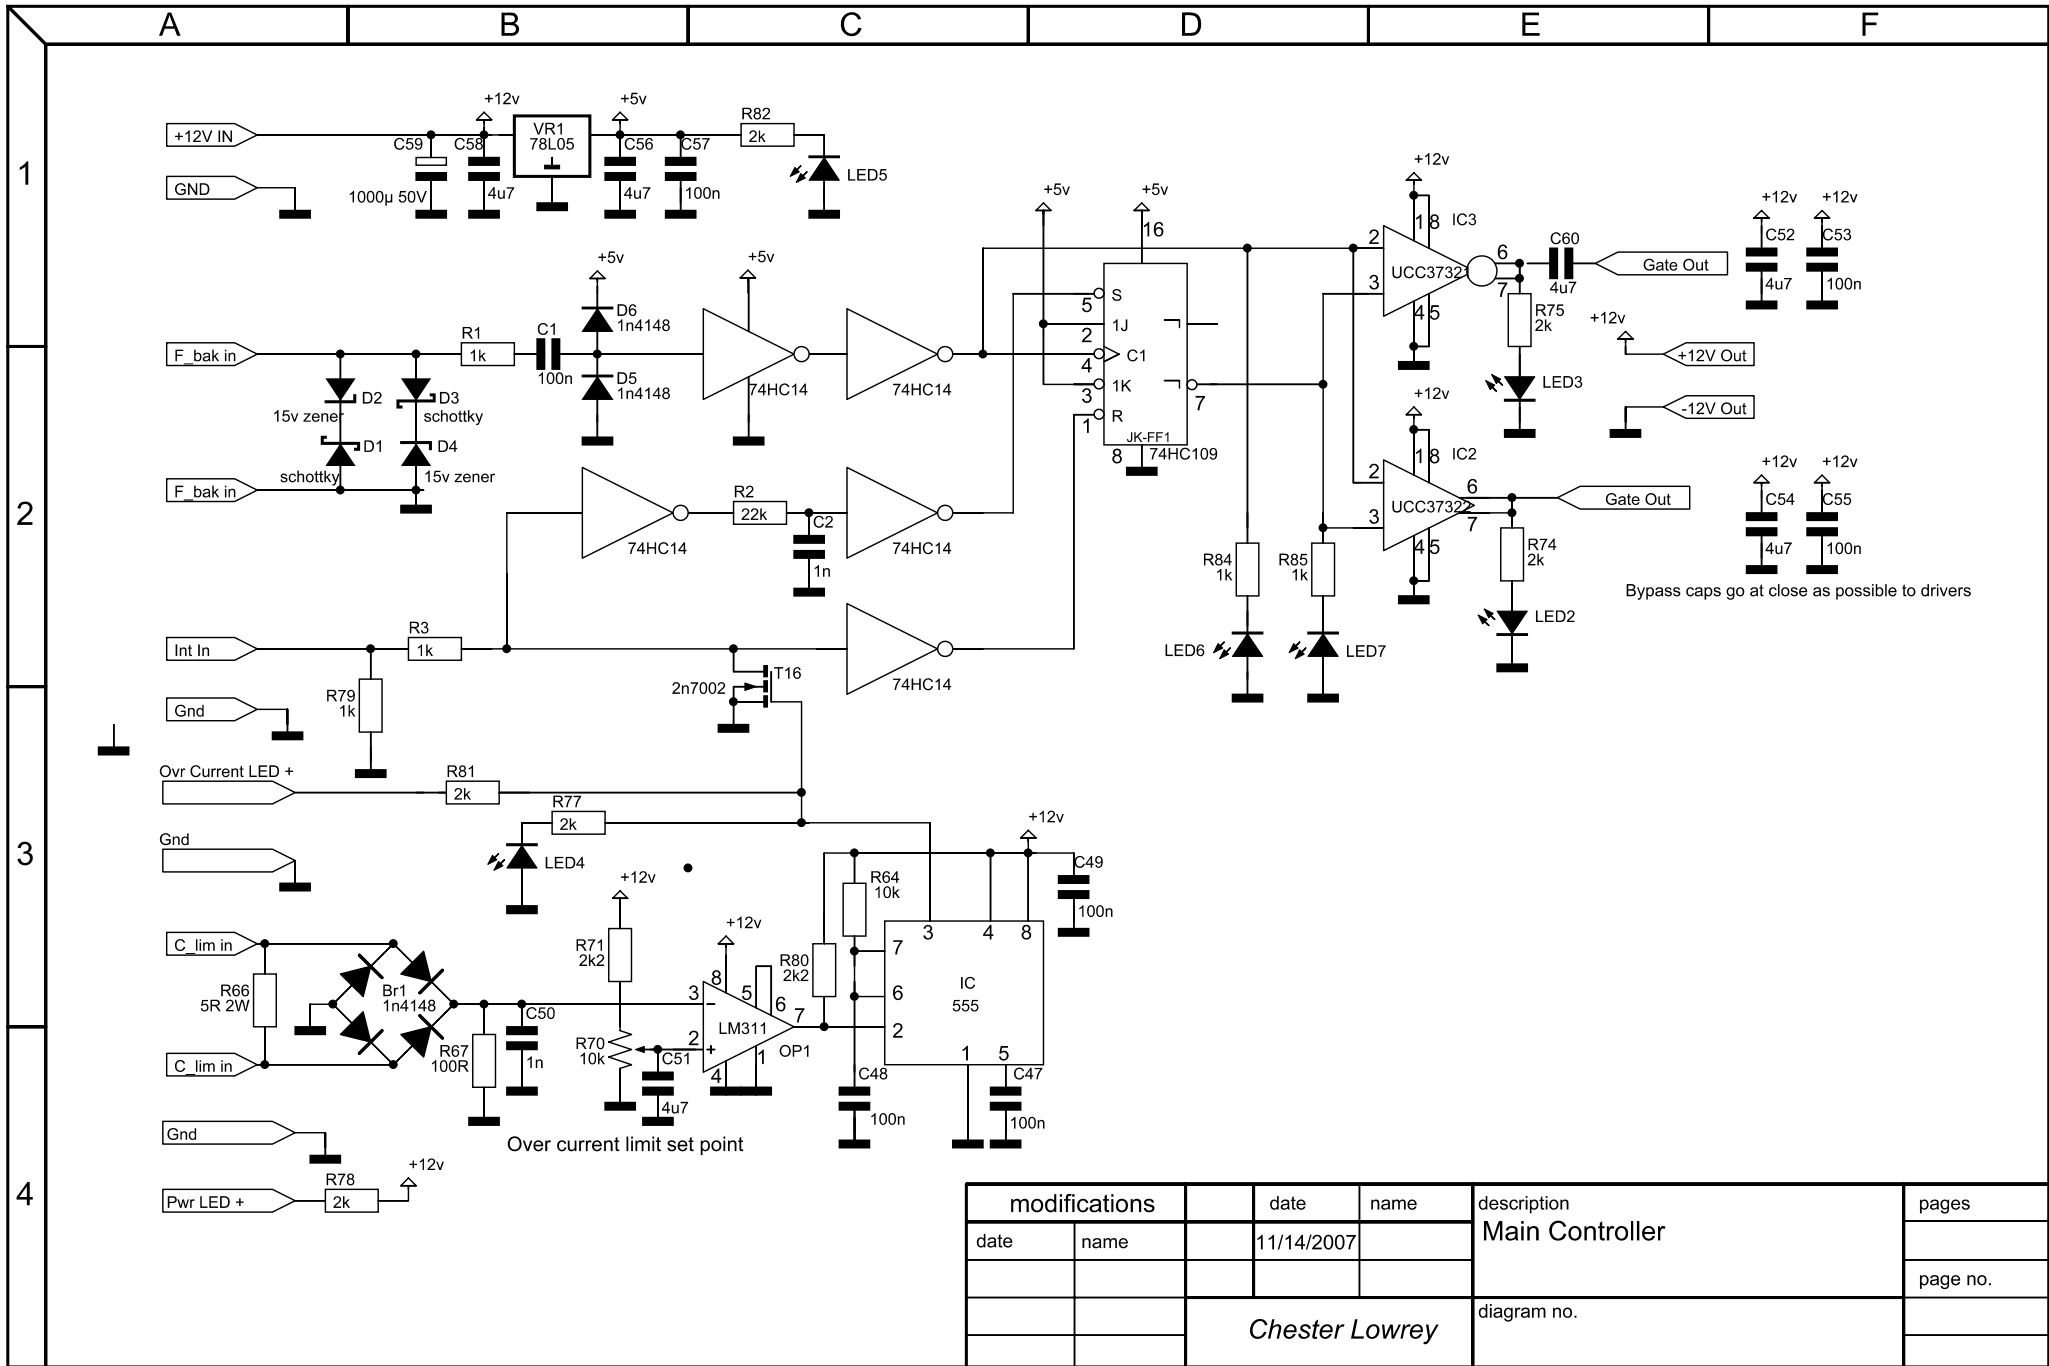 A B C D E F
1
2
3
4
+12V IN
GND
C59
1000µ 50V
+12v
C58
4u7
VR1
78L05
+5v
C56
4u7
C57
100n
R82
2k
LED5
F_bak in
F_bak in
D2
15v zener
D1
schottky
D3
schottky
D4
15v zener
R1
1k
C1
100n
+5v
D6
1n4148
D5
1n4148
+5v
74HC14
74HC14
74HC14
R2
22k
C2
1n
74HC14
74HC14
Int In
R3
1k
R79
1k
Gnd
2n7002
T16
+5v
+5v
16
S
5
1J
2
C1
4
1K
3
R
1
7
JK-FF1
8
74HC109
+12v
1 8
IC3
2
3
UCC37321
6
7
4 5
C60
4u7
Gate Out
R75
2k
LED3
+12v
1 8
IC2
2
3
UCC37322
6
7
4 5
Gate Out
R74
2k
LED2
R84
1k
LED6
R85
1k
LED7
+12v
C52
4u7
+12v
C53
100n
+12v
+12V Out
-12V Out
+12v
C54
4u7
+12v
C55
100n
Bypass caps go at close as possible to drivers
Ovr Current LED +
R81
2k
Gnd
R77
2k
LED4
C_lim in
C_lim in
R66
5R 2W
Br1
1n4148
R67
100R
C50
1n
+12v
R71
2k2
R70
10k
C51
4u7
+12v
8
5
6
3
2
7
−
+
LM311
OP1
4
1
R80
2k2
R64
10k
+12v
C49
100n
3 4 8
7
6
2
IC
555
1 5
C48
100n
C47
100n
Over current limit set point
Gnd
Pwr LED +
R78
2k
+12v
modifications
date
name
date
name
11/14/2007
Chester Lowrey
description
Main Controller
diagram no.
pages
page no.